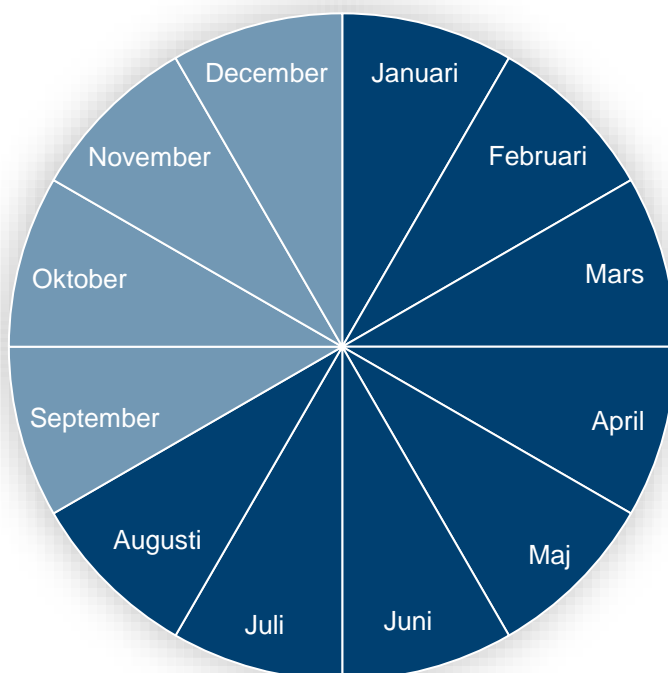 Januari
Februari
Mars
April
Maj
Juni
Juli
Augusti
September
Oktober
November
December